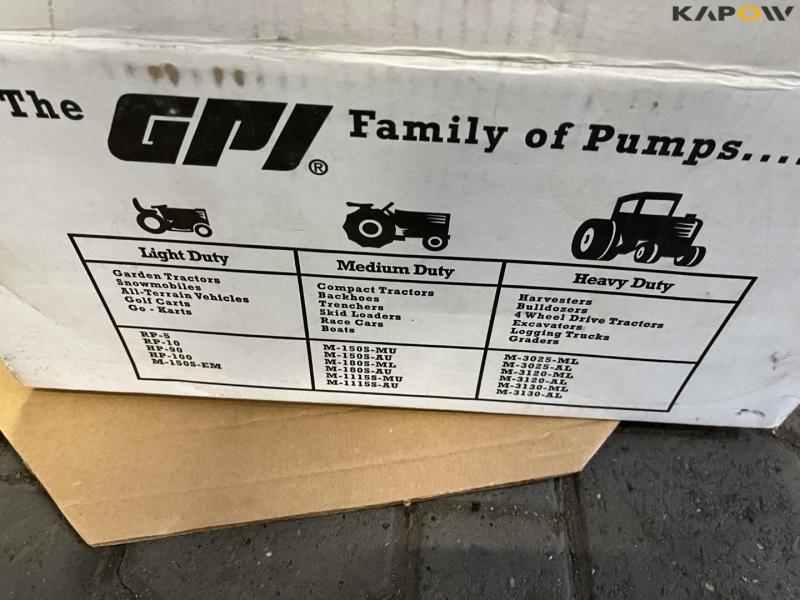 KAPOW
The GPI® Family of Pumps....
Light Duty
Garden Tractors
Snowmobiles
All-Terrain Vehicles
Golf Carts
Go - Karts
RP-5
RP-10
HP-90
HP-100
M-150S-EM
Medium Duty
Compact Tractors
Backhoes
Trenchers
Skid Loaders
Race Cars
Boats
M-150S-MU
M-150S-AU
M-180S-ML
M-180S-AU
M-1115S-MU
M-1115S-AU
Heavy Duty
Harvesters
Bulldozers
4 Wheel Drive Tractors
Excavators
Logging Trucks
Graders
M-3025-ML
M-3025-AL
M-3120-ML
M-3120-AL
M-3130-ML
M-3130-AL